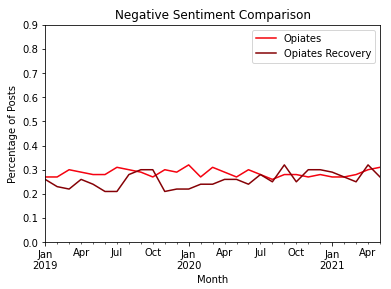 Negative Sentiment Comparison
Opiates
Opiates Recovery
Percentage of Posts
0.9
0.8
0.7
0.6
0.5
0.4
0.3
0.2
0.1
0.0
Jan Apr Jul Oct Jan Apr Jul Oct Jan Apr
2019 2020 2021
Month